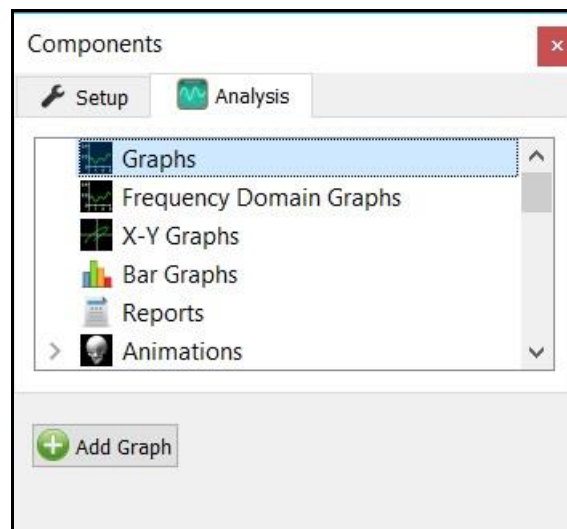 Components
Setup
Analysis
Graphs
Frequency Domain Graphs
X-Y Graphs
Bar Graphs
Reports
Animations
Add Graph